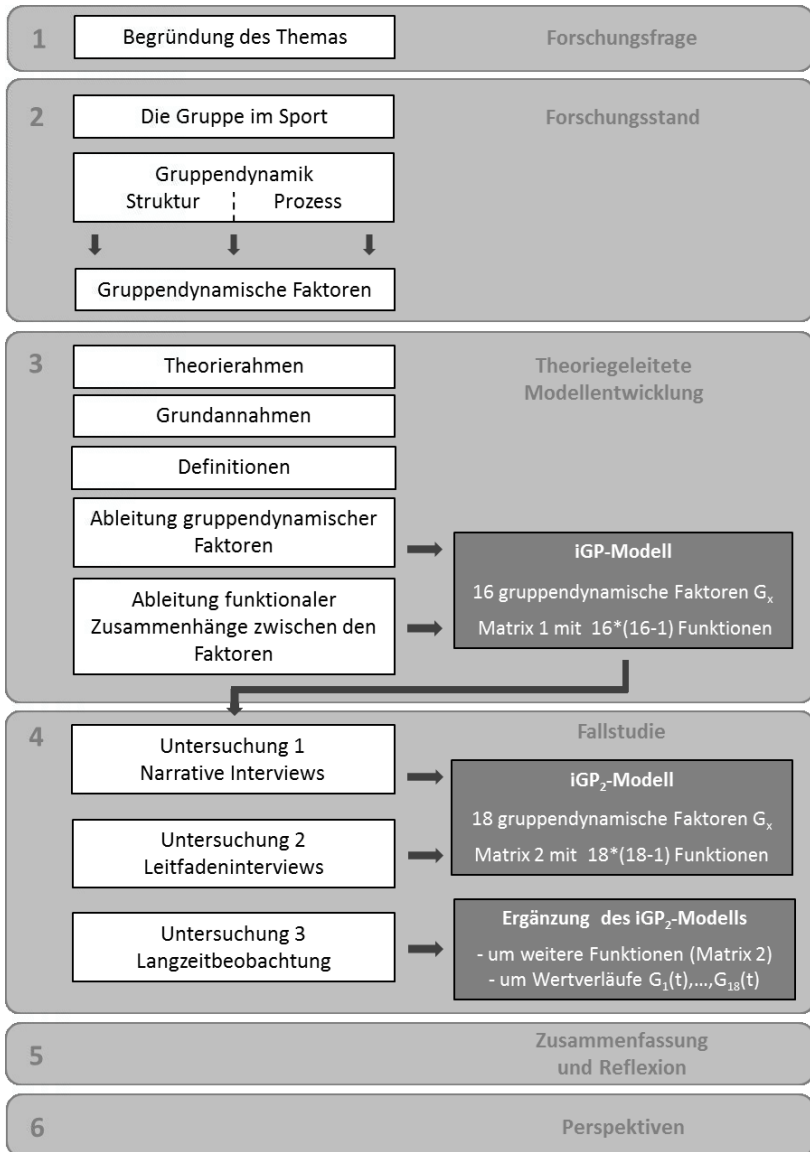 1
Begründung des Themas
Forschungsfrage
2
Die Gruppe im Sport
Forschungsstand
Gruppendynamik
Struktur Prozess
Gruppendynamische Faktoren
3
Theorierahmen
Theoriegeleitete
Modellentwicklung
Grundannahmen
Definitionen
Ableitung gruppendynamischer
Faktoren
Ableitung funktionaler
Zusammenhänge zwischen den
Faktoren
iGP-Modell
16 gruppendynamische Faktoren Gₓ
Matrix 1 mit 16*(16-1) Funktionen
4
Fallstudie
Untersuchung 1
Narrative Interviews
Untersuchung 2
Leitfadeninterviews
iGP₂-Modell
18 gruppendynamische Faktoren Gₓ
Matrix 2 mit 18*(18-1) Funktionen
Untersuchung 3
Langzeitbeobachtung
Ergänzung des iGP₂-Modells
- um weitere Funktionen (Matrix 2)
- um Wertverläufe G₁(t),...,G₁₈(t)
5
Zusammenfassung
und Reflexion
6
Perspektiven